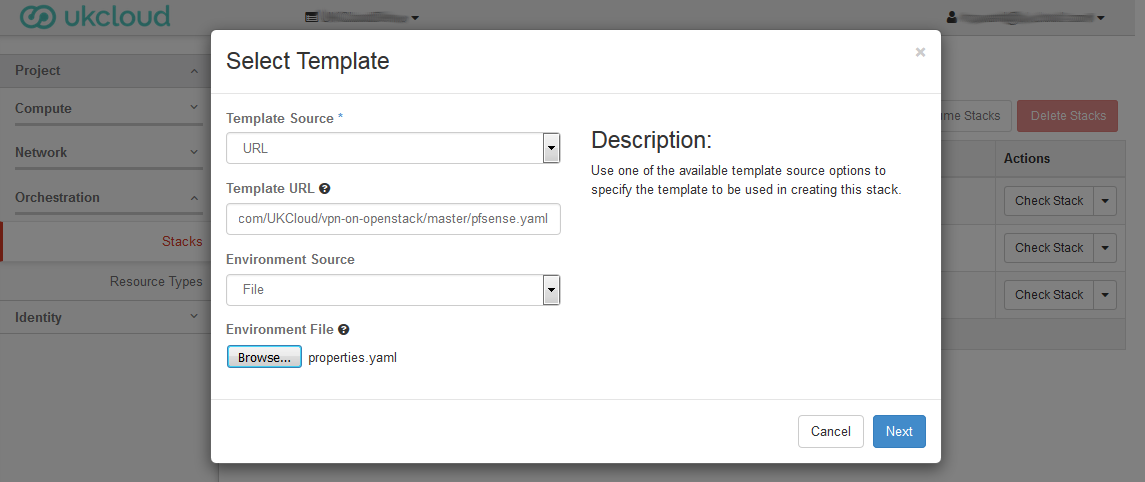 ukcloud
Select Template
×
Project
Compute
Network
Orchestration
Stacks
Resource Types
Identity
Template Source *
URL
Template URL
com/UKCloud/vpn-on-openstack/master/pfsense.yaml
Environment Source
File
Environment File
Browse... properties.yaml
Description:
Use one of the available template source options to
specify the template to be used in creating this stack.
Cancel Next
me Stacks Delete Stacks
Actions
Check Stack
Check Stack
Check Stack